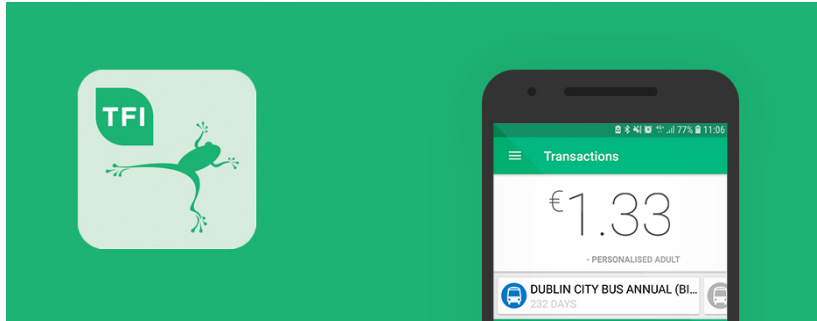 TFI
77% 11:06
Transactions
€1.33
- PERSONALISED ADULT
DUBLIN CITY BUS ANNUAL (BI...
232 DAYS